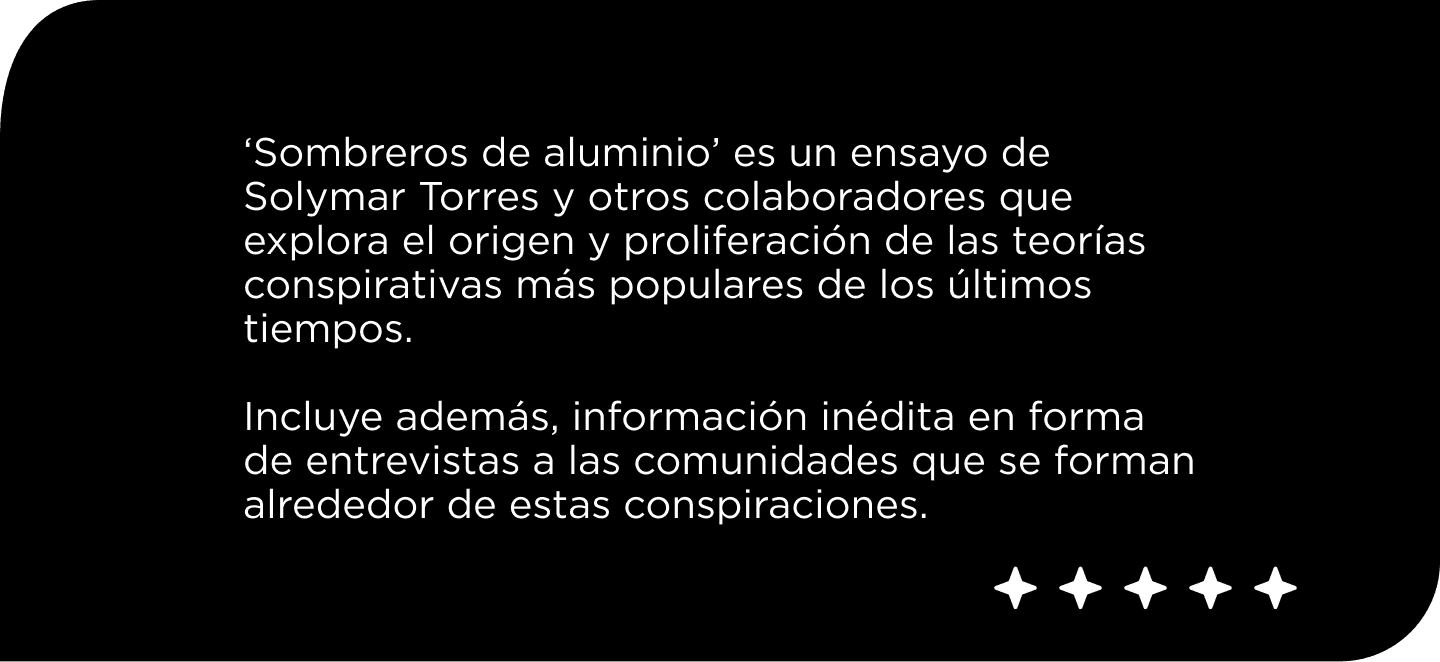 ‘Sombreros de aluminio’ es un ensayo de
Solymar Torres y otros colaboradores que
explora el origen y proliferación de las teorías
conspirativas más populares de los últimos
tiempos.
Incluye además, información inédita en forma
de entrevistas a las comunidades que se forman
alrededor de estas conspiraciones.